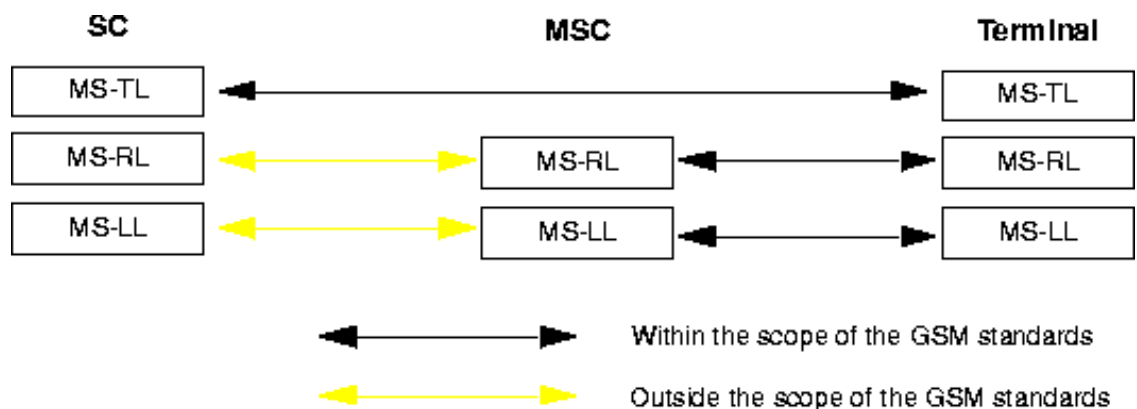 SC MSC Terminal
MS-TL MS-TL
MS-RL MS-RL MS-RL
MS-LL MS-LL MS-LL
Within the scope of the GSM standards
Outside the scope of the GSM standards